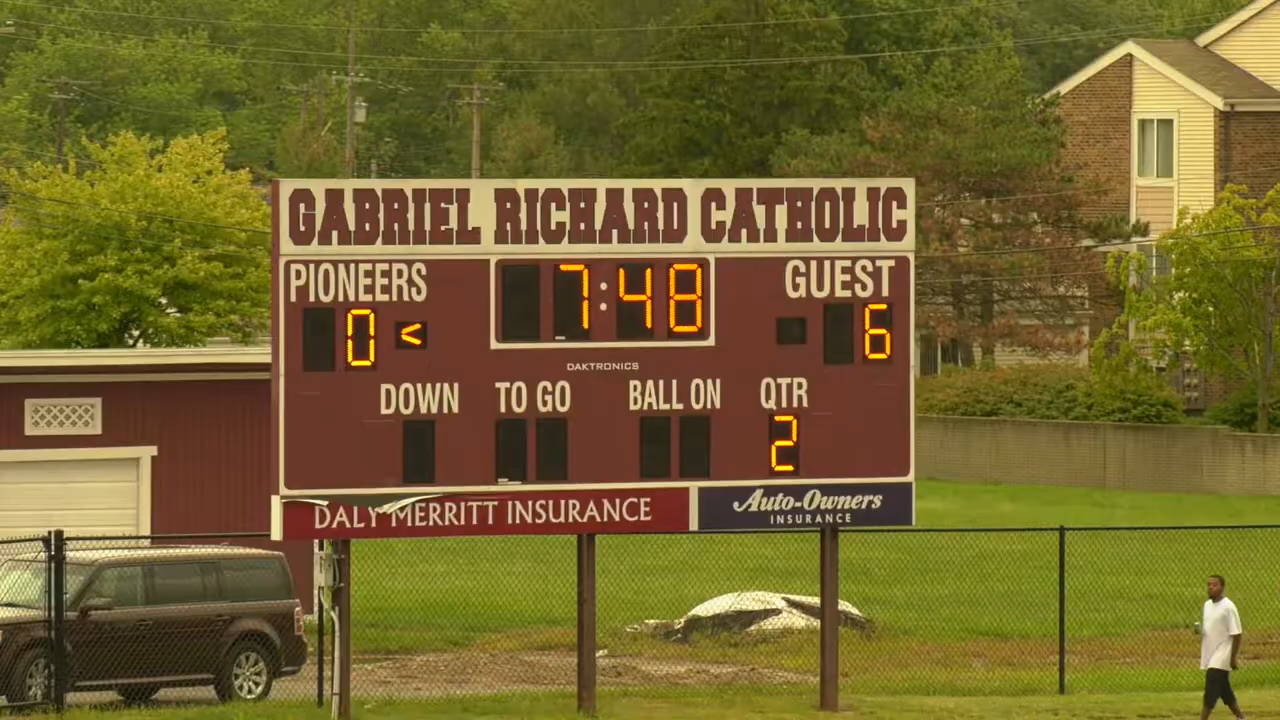 GABRIEL RICHARD CATHOLIC
PIONEERS 7:48 GUEST
0 < 6
DAKTRONICS
DOWN TO GO BALL ON QTR
2
DALY MERRITT INSURANCE
Auto-Owners
INSURANCE